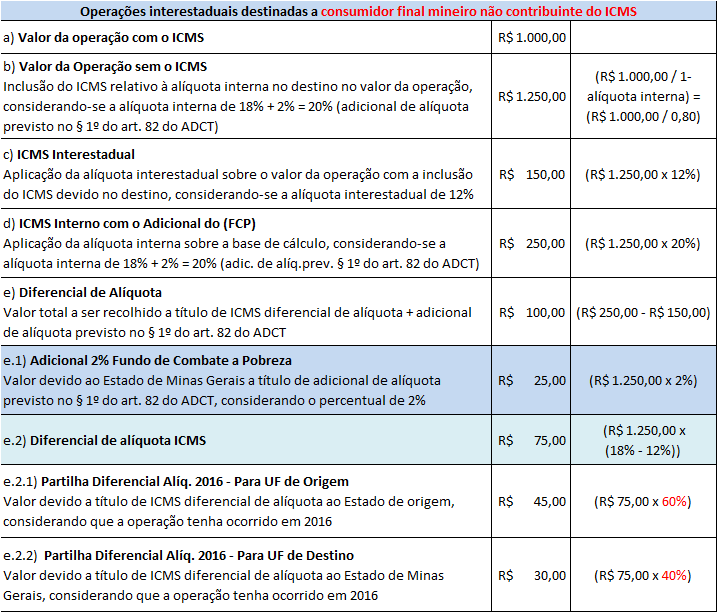 Operações interestaduais destinadas a consumidor final mineiro não contribuinte do ICMS
a) Valor da operação com o ICMS
R$ 1.000,00
b) Valor da Operação sem o ICMS
Inclusão do ICMS relativo à alíquota interna no destino no valor da operação,
considerando-se a alíquota interna de 18% + 2% = 20% (adicional de alíquota
previsto no § 1º do art. 82 do ADCT)
R$ 1.250,00
(R$ 1.000,00 / 1-
alíquota interna) =
(R$ 1.000,00 / 0,80)
c) ICMS Interestadual
Aplicação da alíquota interestadual sobre o valor da operação com a inclusão
do ICMS devido no destino, considerando-se a alíquota interestadual de 12%
R$ 150,00
(R$ 1.250,00 x 12%)
d) ICMS Interno com o Adicional do (FCP)
Aplicação da alíquota interna sobre a base de cálculo, considerando-se a
alíquota interna de 18% + 2% = 20% (adic. de alíq.prev. § 1º do art. 82 do ADCT)
R$ 250,00
(R$ 1.250,00 x 20%)
e) Diferencial de Alíquota
Valor total a ser recolhido a título de ICMS diferencial de alíquota + adicional
de alíquota previsto no § 1º do art. 82 do ADCT
R$ 100,00
(R$ 250,00 - R$ 150,00)
e.1) Adicional 2% Fundo de Combate a Pobreza
Valor devido ao Estado de Minas Gerais a título de adicional de alíquota
previsto no § 1º do art. 82 do ADCT, considerando o percentual de 2%
R$ 25,00
(R$ 1.250,00 x 2%)
e.2) Diferencial de alíquota ICMS
R$ 75,00
(R$ 1.250,00 x
(18% - 12%))
e.2.1) Partilha Diferencial Alíq. 2016 - Para UF de Origem
Valor devido a título de ICMS diferencial de alíquota ao Estado de origem,
considerando que a operação tenha ocorrido em 2016
R$ 45,00
(R$ 75,00 x 60%)
e.2.2) Partilha Diferencial Alíq. 2016 - Para UF de Destino
Valor devido a título de ICMS diferencial de alíquota ao Estado de Minas
Gerais, considerando que a operação tenha ocorrido em 2016
R$ 30,00
(R$ 75,00 x 40%)